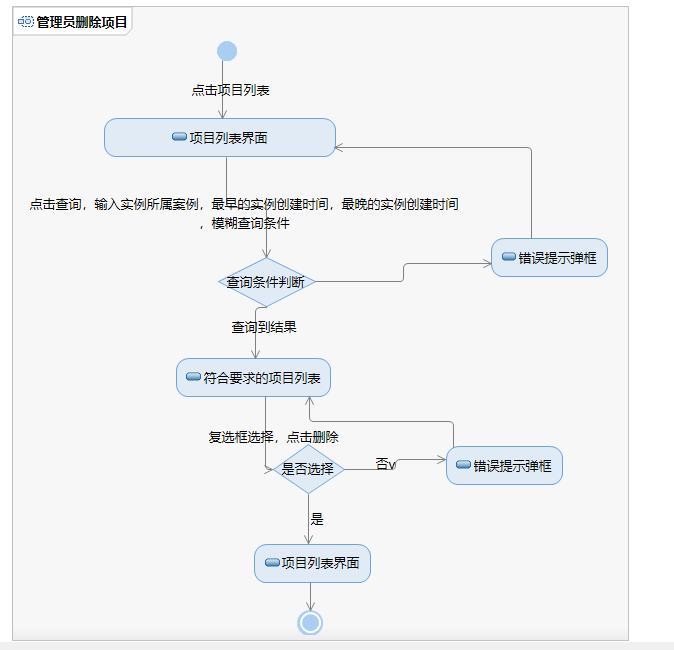 管理员删除项目
点击项目列表
项目列表界面
点击查询，输入实例所属案例，最早的实例创建时间，最晚的实例创建时间
，模糊查询条件
错误提示弹框
查询条件判断
查询到结果
符合要求的项目列表
复选框选择，点击删除
是否选择
否v
错误提示弹框
是
项目列表界面